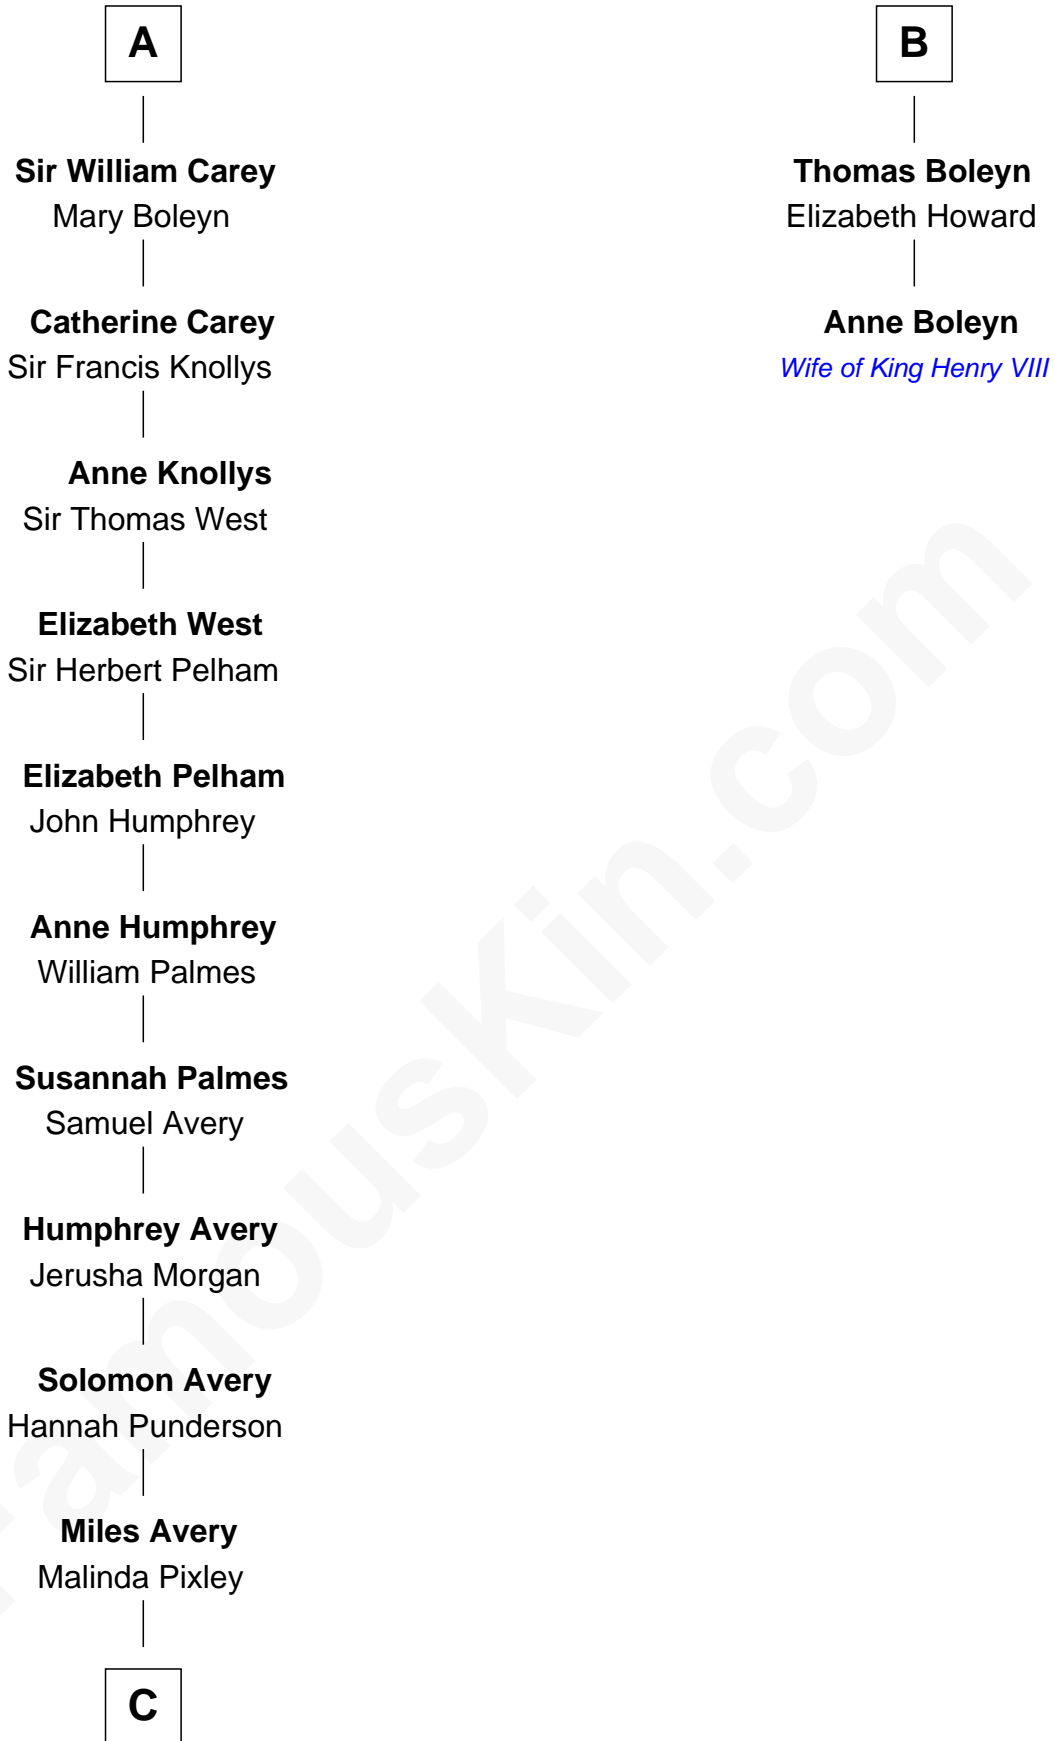 A
Sir William Carey
Mary Boleyn
Catherine Carey
Sir Francis Knollys
Anne Knollys
Sir Thomas West
Elizabeth West
Sir Herbert Pelham
Elizabeth Pelham
John Humphrey
Anne Humphrey
William Palmes
Susannah Palmes
Samuel Avery
Humphrey Avery
Jerusha Morgan
Solomon Avery
Hannah Punderson
Miles Avery
Malinda Pixley
C
B
Thomas Boleyn
Elizabeth Howard
Anne Boleyn
Wife of King Henry VIII
FamousKin.com